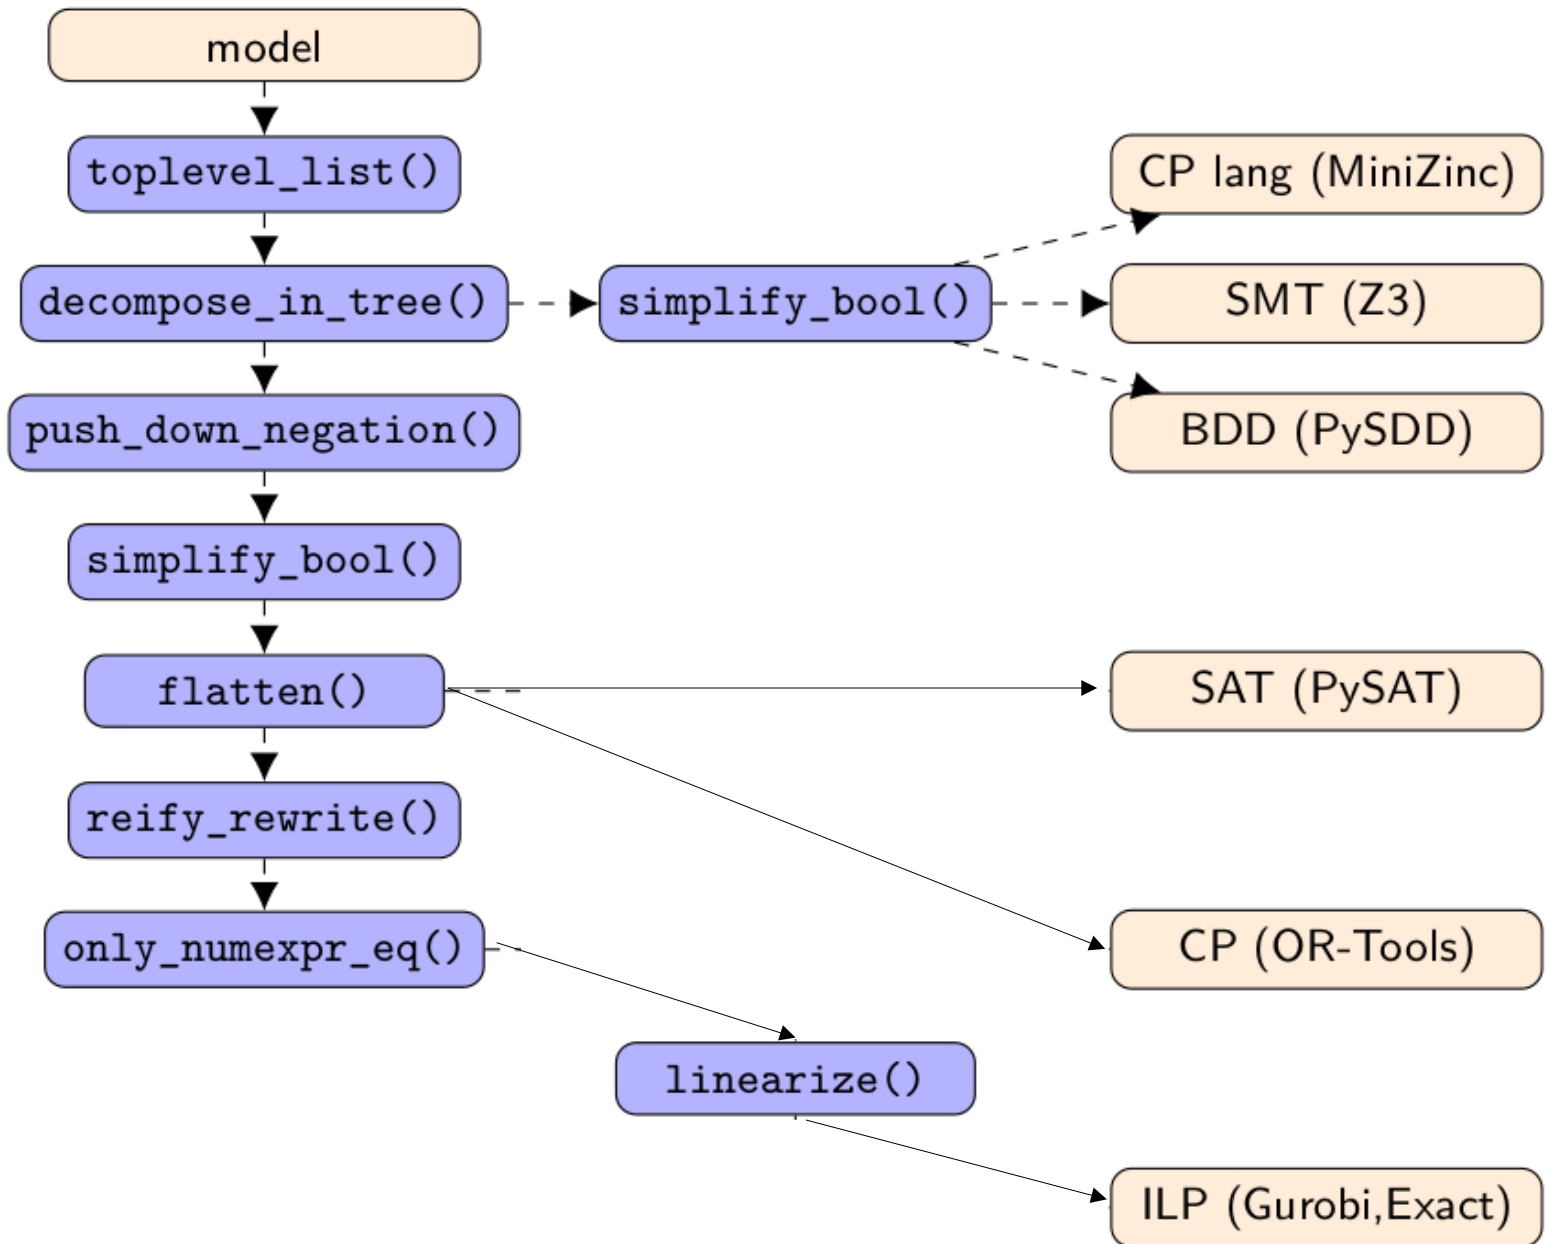 model
toplevel_list()
CP lang (MiniZinc)
decompose_in_tree()
simplify_bool()
SMT (Z3)
push_down_negation()
BDD (PySDD)
simplify_bool()
flatten()
SAT (PySAT)
reify_rewrite()
only_numexpr_eq()
CP (OR-Tools)
linearize()
ILP (Gurobi,Exact)